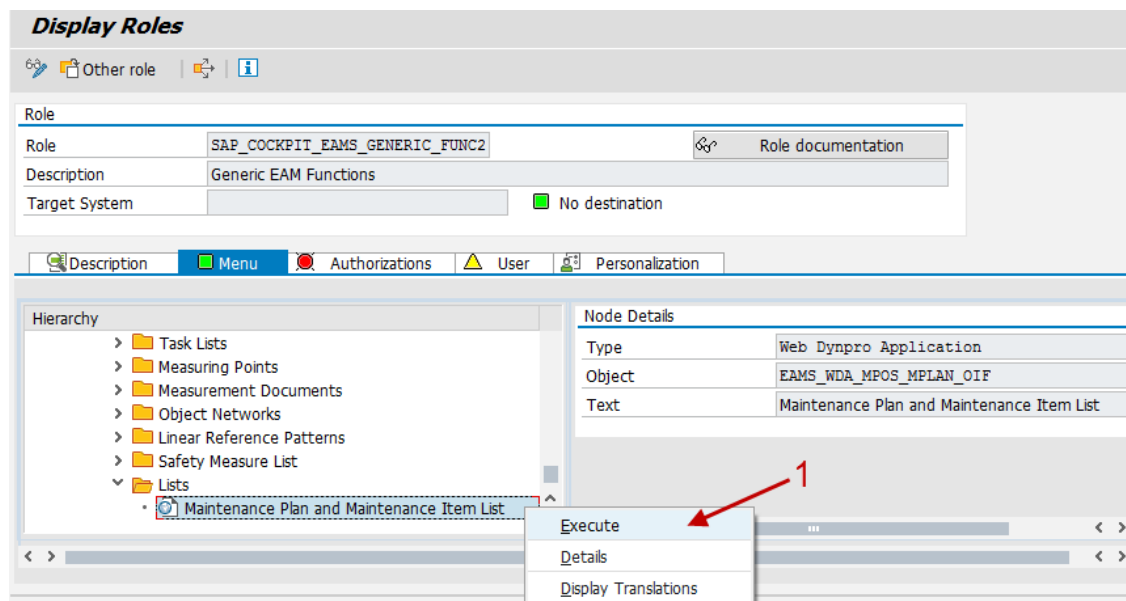 Display Roles
Other role
Role
Role SAP_COCKPIT_EAMS_GENERIC_FUNC2 Role documentation
Description Generic EAM Functions
Target System No destination
Description Menu Authorizations User Personalization
Hierarchy
Task Lists
Measuring Points
Measurement Documents
Object Networks
Linear Reference Patterns
Safety Measure List
Lists
Maintenance Plan and Maintenance Item List
Node Details
Type Web Dynpro Application
Object EAMS_WDA_MPOS_MPLAN_OIF
Text Maintenance Plan and Maintenance Item List
1
Execute
Details
Display Translations